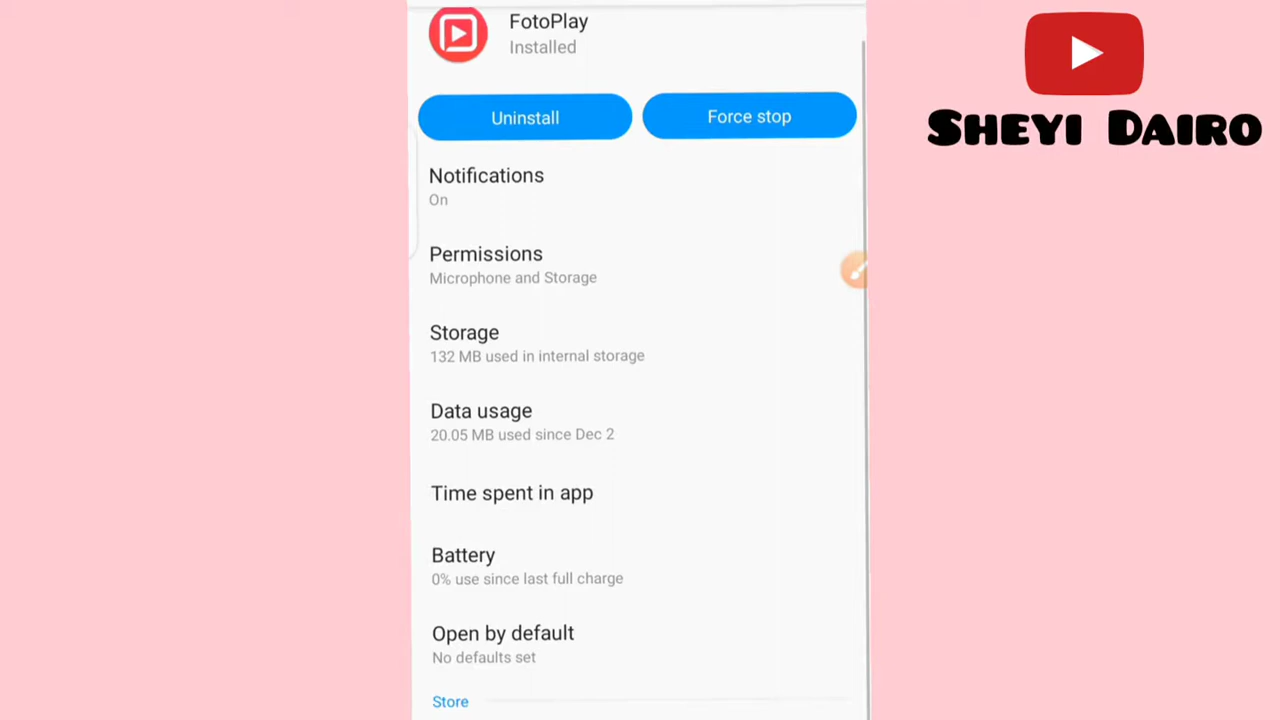 FotoPlay
Installed
Uninstall
Force stop
Notifications
On
Permissions
Microphone and Storage
Storage
132 MB used in internal storage
Data usage
20.05 MB used since Dec 2
Time spent in app
Battery
0% use since last full charge
Open by default
No defaults set
Store
SHEYI DAIRO